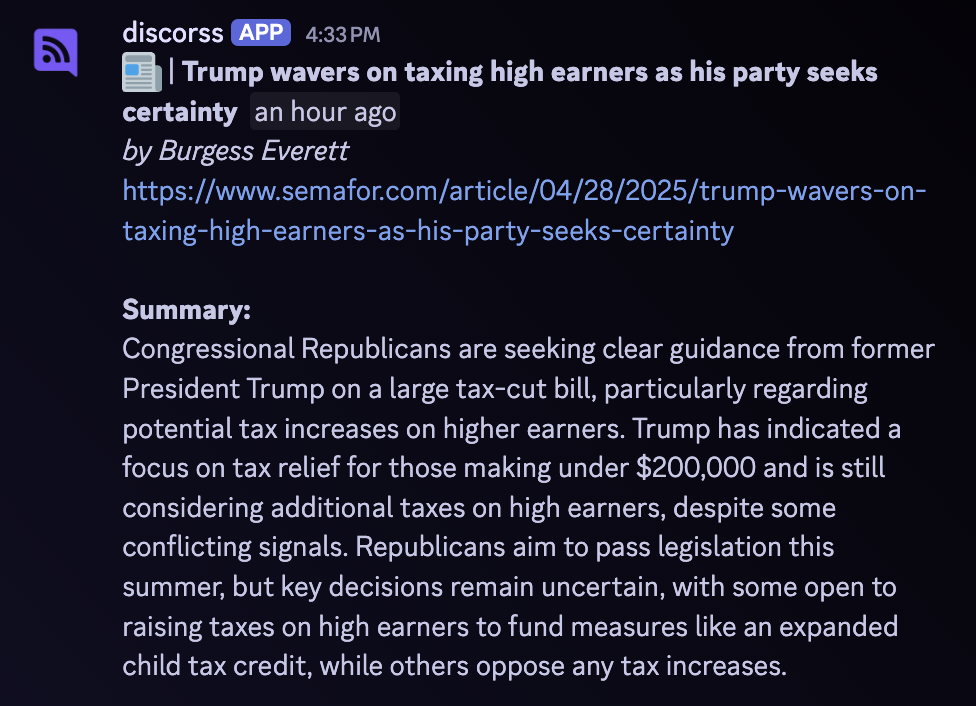 discorss APP 4:33 PM
📰 | Trump wavers on taxing high earners as his party seeks
certainty an hour ago
by Burgess Everett
https://www.semafor.com/article/04/28/2025/trump-wavers-on-
taxing-high-earners-as-his-party-seeks-certainty
Summary:
Congressional Republicans are seeking clear guidance from former
President Trump on a large tax-cut bill, particularly regarding
potential tax increases on higher earners. Trump has indicated a
focus on tax relief for those making under $200,000 and is still
considering additional taxes on high earners, despite some
conflicting signals. Republicans aim to pass legislation this
summer, but key decisions remain uncertain, with some open to
raising taxes on high earners to fund measures like an expanded
child tax credit, while others oppose any tax increases.